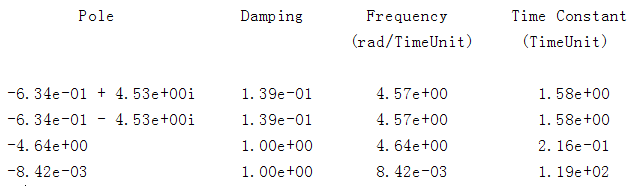 Pole Damping Frequency Time Constant
(rad/TimeUnit) (TimeUnit)
-6.34e-01 + 4.53e+00i 1.39e-01 4.57e+00 1.58e+00
-6.34e-01 - 4.53e+00i 1.39e-01 4.57e+00 1.58e+00
-4.64e+00 1.00e+00 4.64e+00 2.16e-01
-8.42e-03 1.00e+00 8.42e-03 1.19e+02